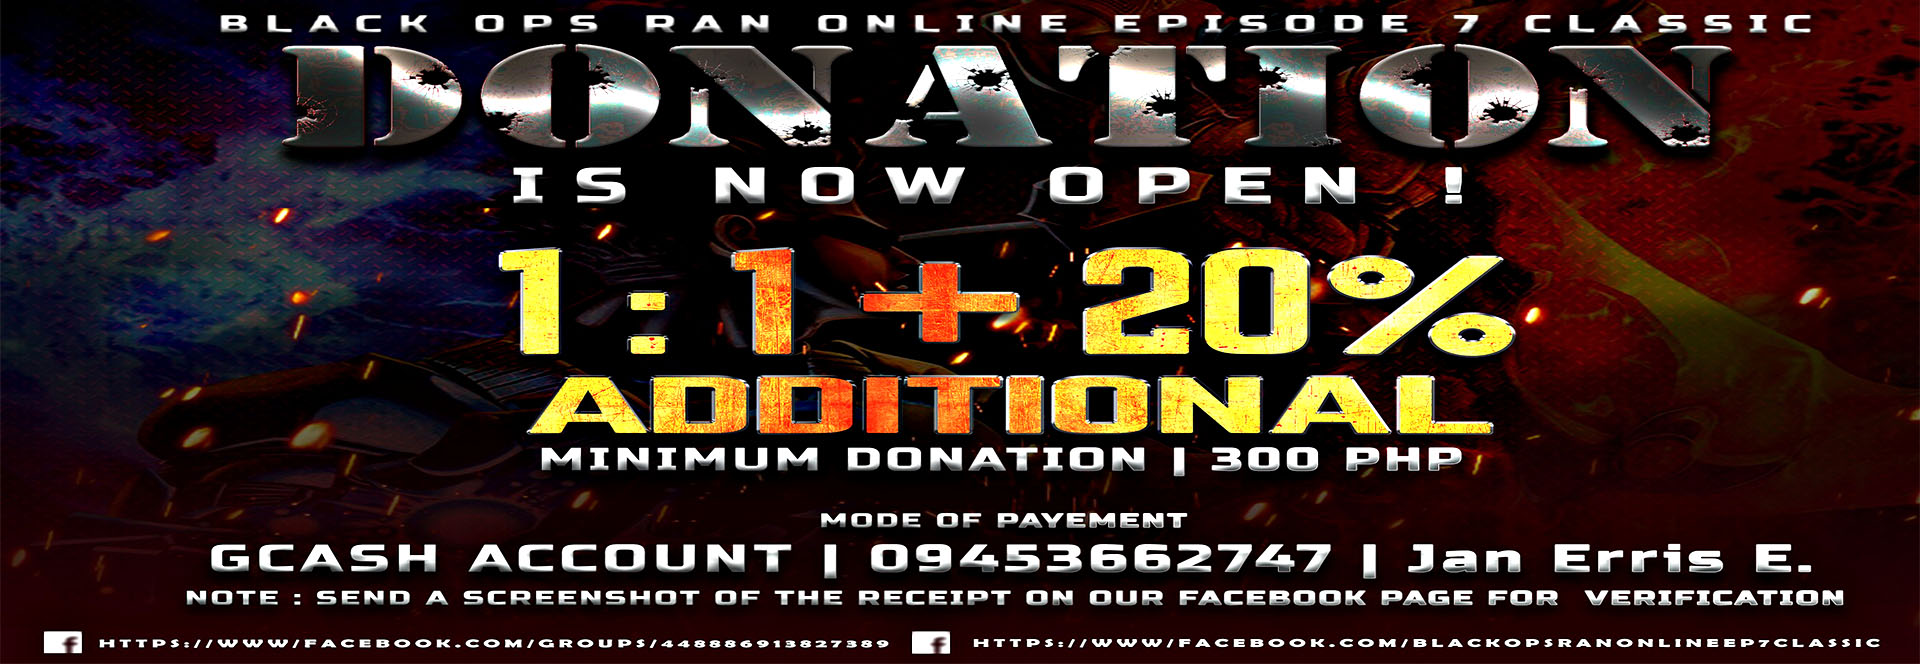 BLACK OPS RAN ONLINE EPISODE 7 CLASSIC
DONATION
IS NOW OPEN !
1 : 1 + 20%
ADDITIONAL
MINIMUM DONATION | 300 PHP
MODE OF PAYEMENT
GCASH ACCOUNT | 09453662747 | Jan Erris E.
NOTE : SEND A SCREENSHOT OF THE RECEIPT ON OUR FACEBOOK PAGE FOR VERIFICATION
f HTTPS://WWW/FACEBOOK.COM/GROUPS/448886913827389 f HTTPS://WWW/FACEBOOK.COM/BLACKOPSRANONLINEEP7CLASSIC